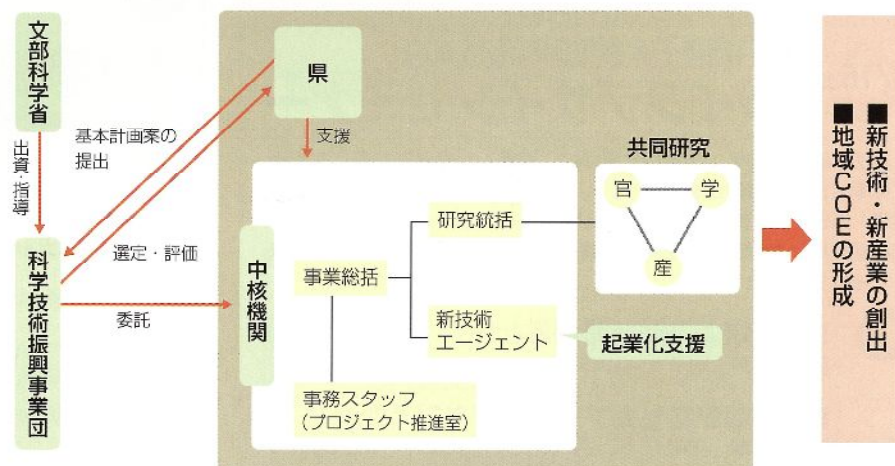 文部科学省
出資・指導
科学技術振興事業団
基本計画案の
提出
選定・評価
委託
県
支援
中核機関
事業総括
研究統括
新技術
エージェント
事務スタッフ
(プロジェクト推進室)
共同研究
官
学
産
起業化支援
■新技術・新産業の創出
■地域COEの形成